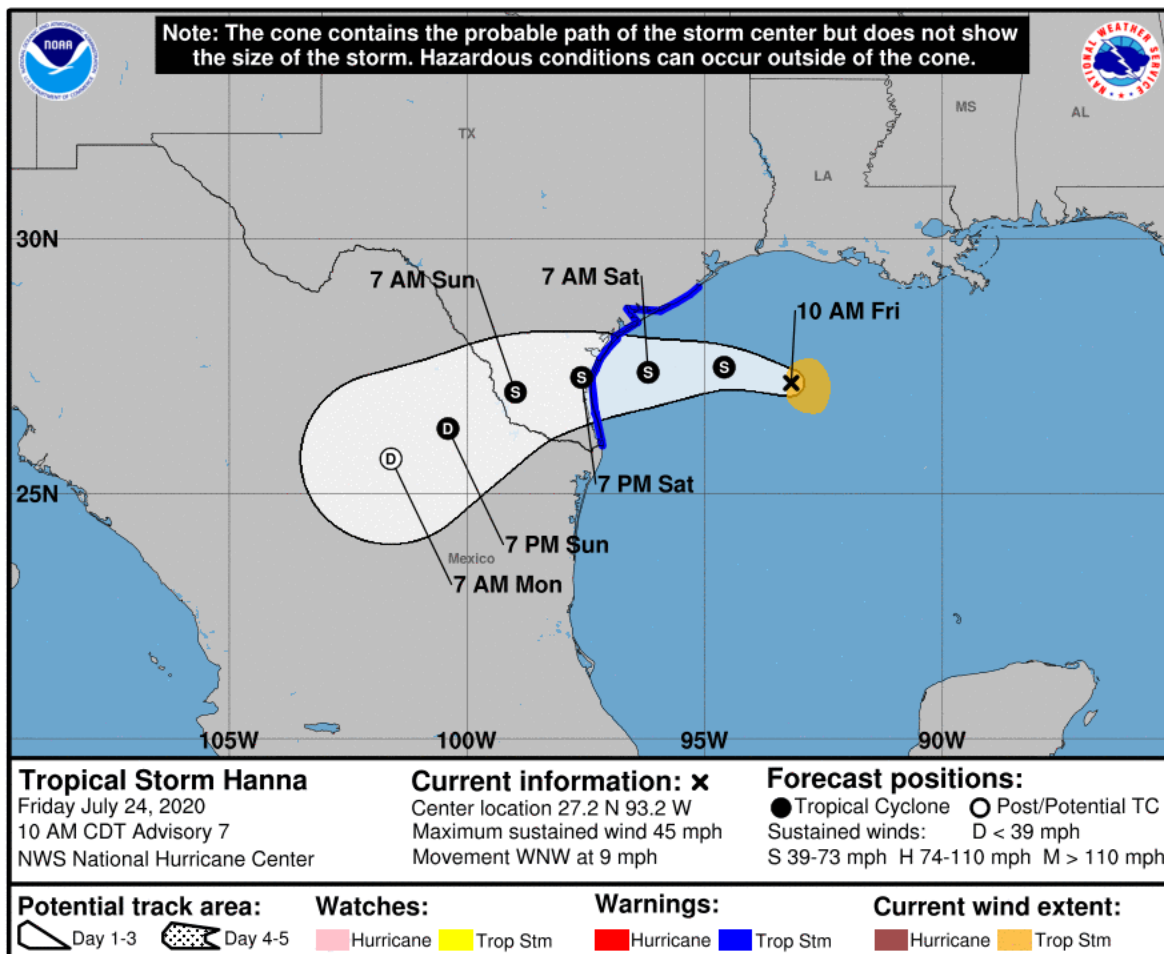 Note: The cone contains the probable path of the storm center but does not show
the size of the storm. Hazardous conditions can occur outside of the cone.
NOAA
NATIONAL WEATHER SERVICE
TX
MS
AL
LA
30N
7 AM Sun
7 AM Sat
10 AM Fri
S
S
S
S
D
D
25N
7 PM Sat
7 PM Sun
Mexico
7 AM Mon
105W
100W
95W
90W
Tropical Storm Hanna
Friday July 24, 2020
10 AM CDT Advisory 7
NWS National Hurricane Center
Current information: ×
Center location 27.2 N 93.2 W
Maximum sustained wind 45 mph
Movement WNW at 9 mph
Forecast positions:
Tropical Cyclone Post/Potential TC
Sustained winds: D < 39 mph
S 39-73 mph H 74-110 mph M > 110 mph
Potential track area:
Day 1-3 Day 4-5
Watches:
Hurricane Trop Stm
Warnings:
Hurricane Trop Stm
Current wind extent:
Hurricane Trop Stm